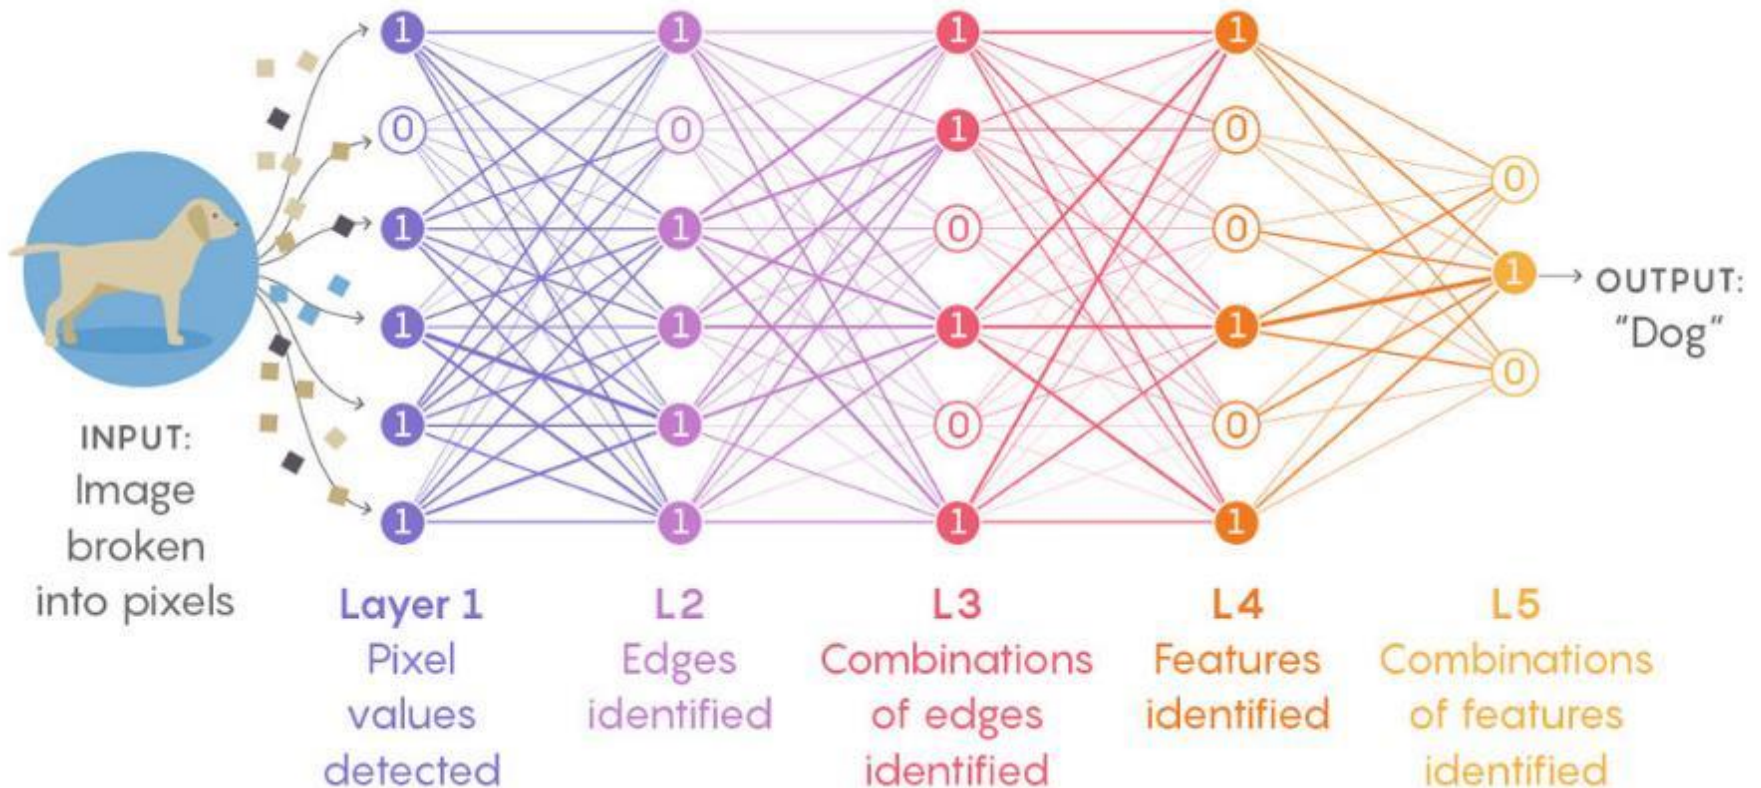 1 1 1 1
0 0 1 0
0
1 1 0 0
1
1 1 1 1
0
1 1 0 0
1 1 1 1
OUTPUT:
“Dog”
INPUT:
Image
broken
into pixels
Layer 1
Pixel
values
detected
L2
Edges
identified
L3
Combinations
of edges
identified
L4
Features
identified
L5
Combinations
of features
identified